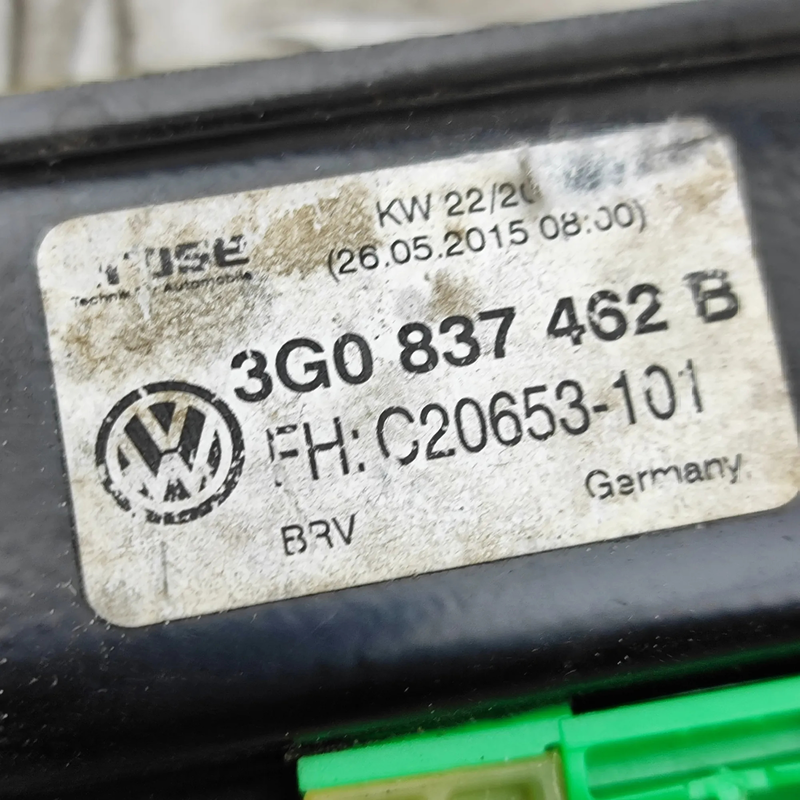 KW 22/20
(26.05.2015 08:00)
3G0 837 462 B
FH: C20653-101
Germany
BRV